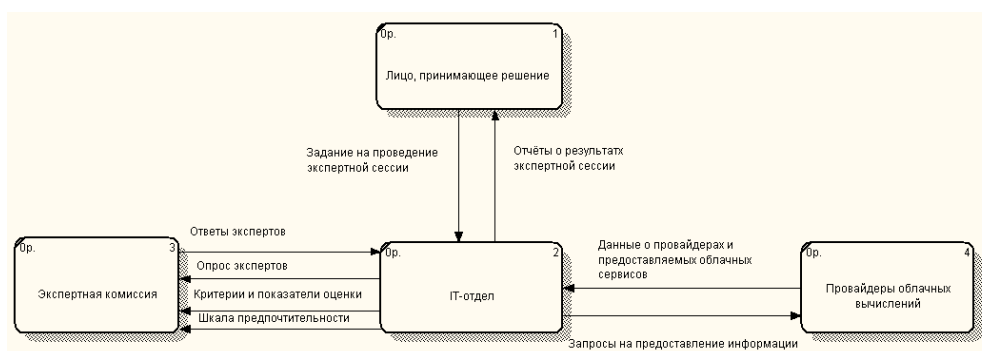 0р.
1
Лицо, принимающее решение
Задание на проведение
экспертной сессии
Отчёты о результатх
экспертной сессии
0р.
3
Экспертная комиссия
Ответы экспертов
Опрос экспертов
Критерии и показатели оценки
Шкала предпочтительности
0р.
2
IT-отдел
Данные о провайдерах и
предоставляемых облачных
сервисов
Запросы на предоставление информации
0р.
4
Провайдеры облачных
вычислений